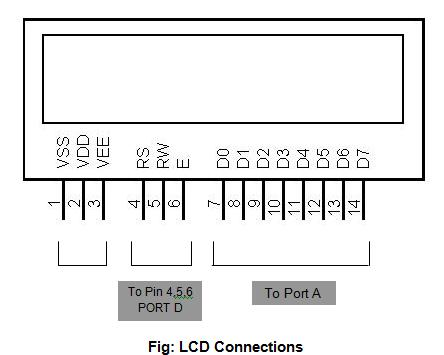 VSS VDD VEE RS RW E D0 D1 D2 D3 D4 D5 D6 D7
1 2 3 4 5 6 7 8 9 10 11 12 13 14
To Pin 4,5,6
PORT D
To Port A
Fig: LCD Connections